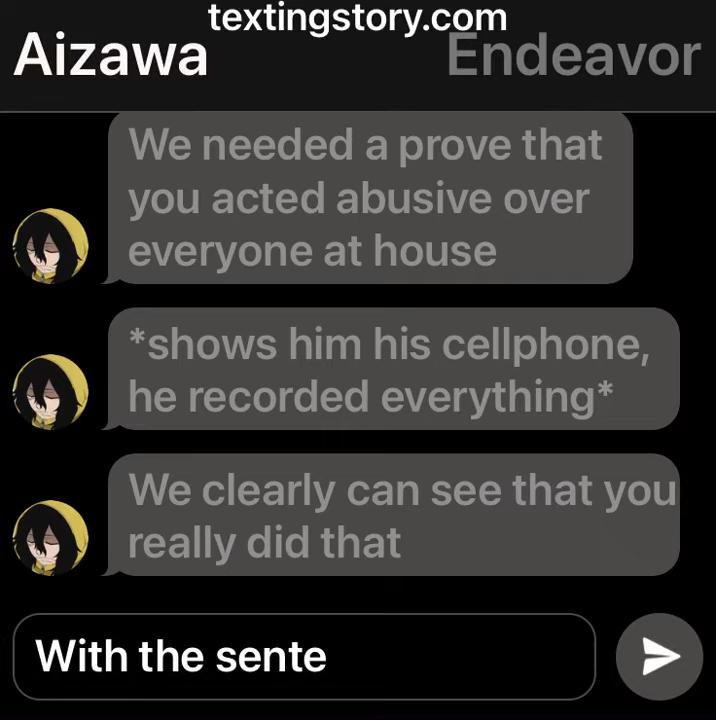 textingstory.com
Aizawa
Endeavor
We needed a prove that
you acted abusive over
everyone at house
*shows him his cellphone,
he recorded everything*
We clearly can see that you
really did that
With the sente